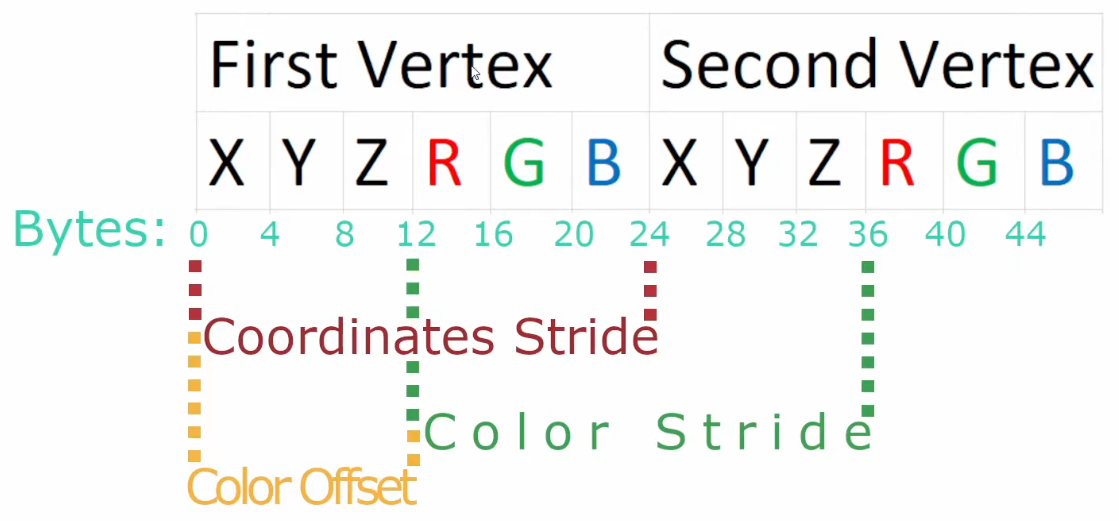 First Vertex Second Vertex
X Y Z R G B X Y Z R G B
Bytes: 0 4 8 12 16 20 24 28 32 36 40 44
Coordinates Stride
Color Stride
Color Offset